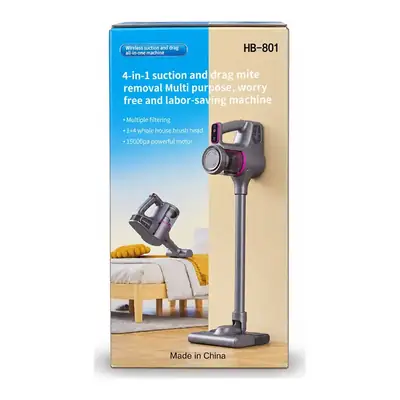 Wireless suction and drag
all-in-one machine
HB-801
4-in-1 suction and drag mite
removal Multi purpose, worry
free and labor-saving machine
• Multiple filtering
• 1+4 whole house brush head
• 15000pa powerful motor
Made in China